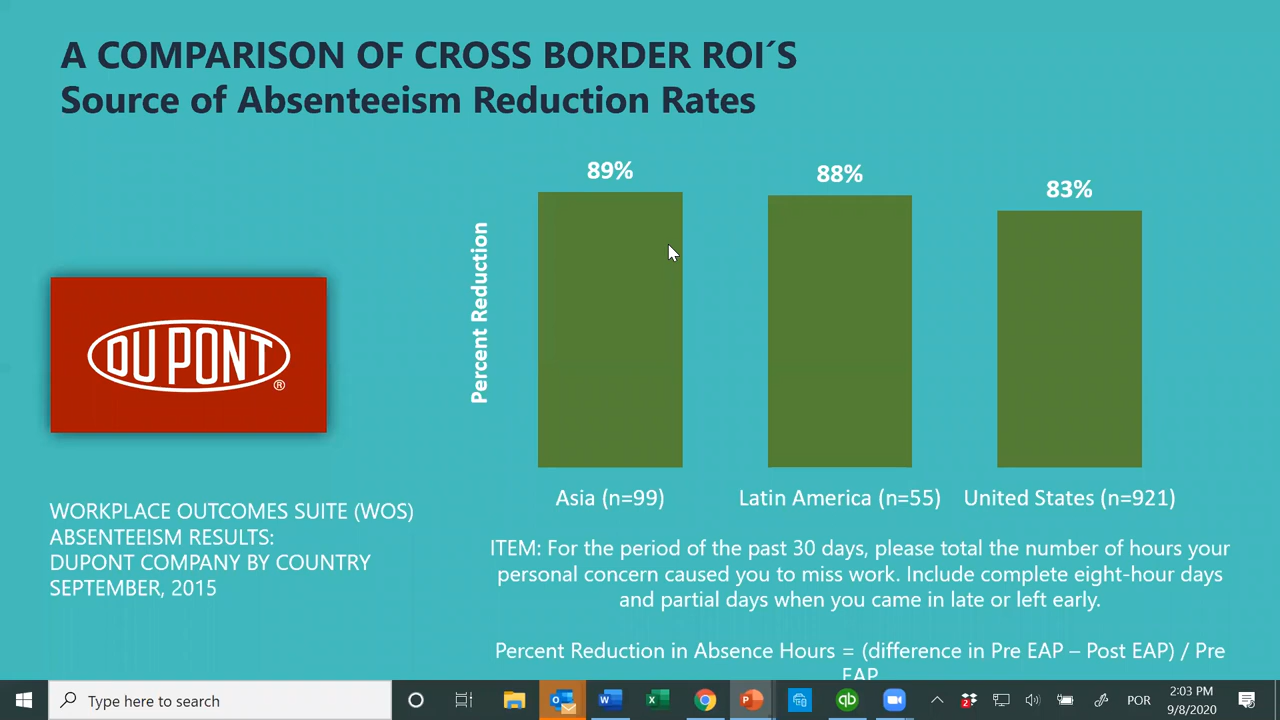 A COMPARISON OF CROSS BORDER ROI´S
Source of Absenteeism Reduction Rates
89%
88%
83%
Percent Reduction
DUPONT
®
Asia (n=99)
Latin America (n=55)
United States (n=921)
WORKPLACE OUTCOMES SUITE (WOS)
ABSENTEEISM RESULTS:
DUPONT COMPANY BY COUNTRY
SEPTEMBER, 2015
ITEM: For the period of the past 30 days, please total the number of hours your
personal concern caused you to miss work. Include complete eight-hour days
and partial days when you came in late or left early.
Percent Reduction in Absence Hours = (difference in Pre EAP – Post EAP) / Pre
EAP
Type here to search
2
POR
2:03 PM
9/8/2020